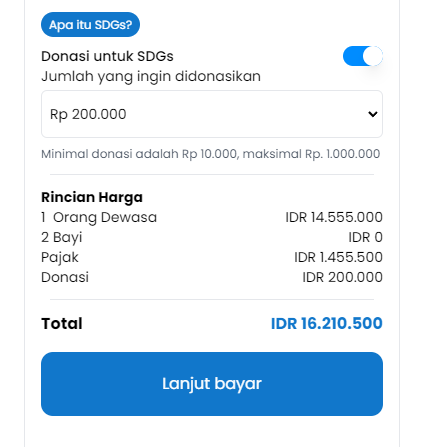 Apa itu SDGs?
Donasi untuk SDGs
Jumlah yang ingin didonasikan
Rp 200.000
Minimal donasi adalah Rp 10.000, maksimal Rp. 1.000.000
Rincian Harga
1 Orang Dewasa IDR 14.555.000
2 Bayi IDR 0
Pajak IDR 1.455.500
Donasi IDR 200.000
Total IDR 16.210.500
Lanjut bayar